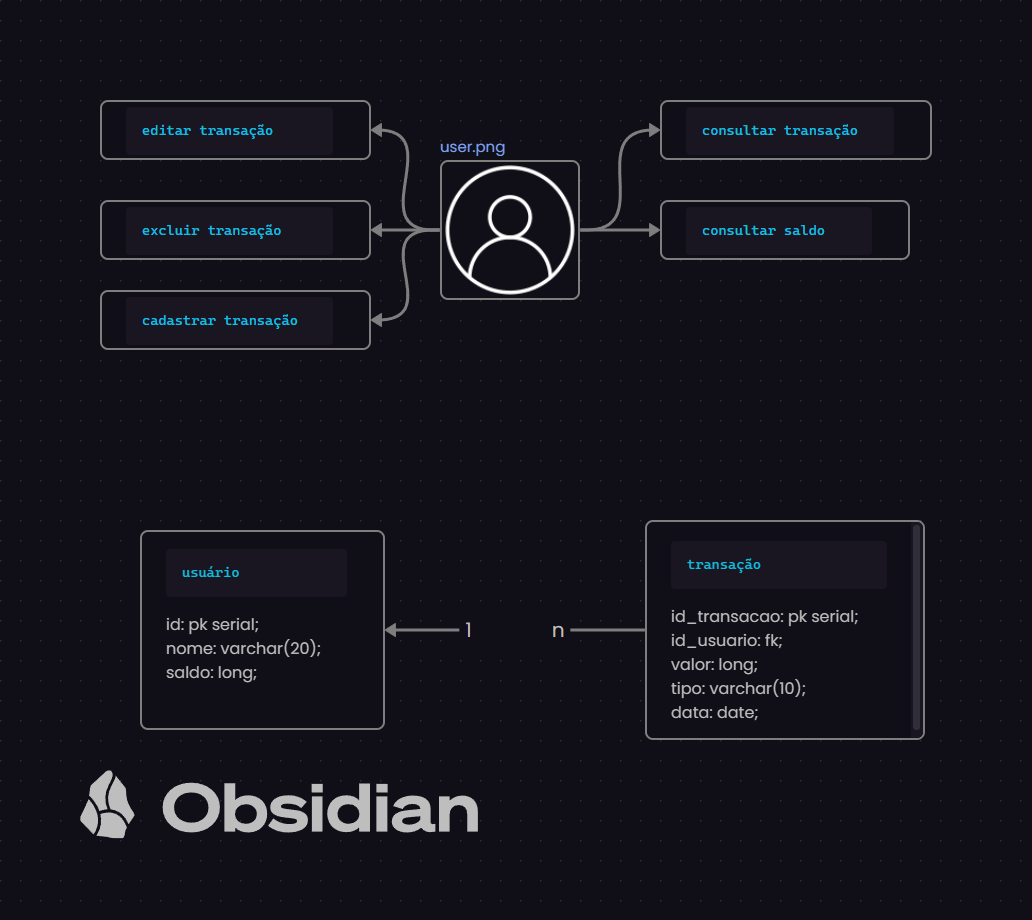 editar transação
consultar transação
user.png
excluir transação
consultar saldo
cadastrar transação
usuário
id: pk serial;
nome: varchar(20);
saldo: long;
1
n
transação
id_transacao: pk serial;
id_usuario: fk;
valor: long;
tipo: varchar(10);
data: date;
Obsidian